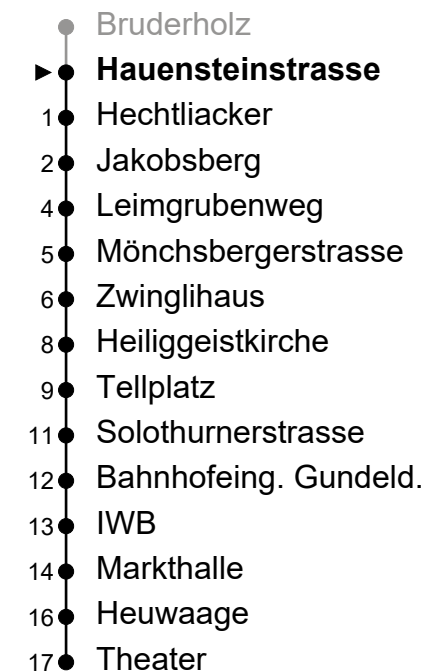 Bruderholz
Hauensteinstrasse
1 Hechtliacker
2 Jakobsberg
4 Leimgrubenweg
5 Mönchsbergerstrasse
6 Zwinglihaus
8 Heiliggeistkirche
9 Tellplatz
11 Solothurnerstrasse
12 Bahnhofeing. Gundeld.
13 IWB
14 Markthalle
16 Heuwaage
17 Theater